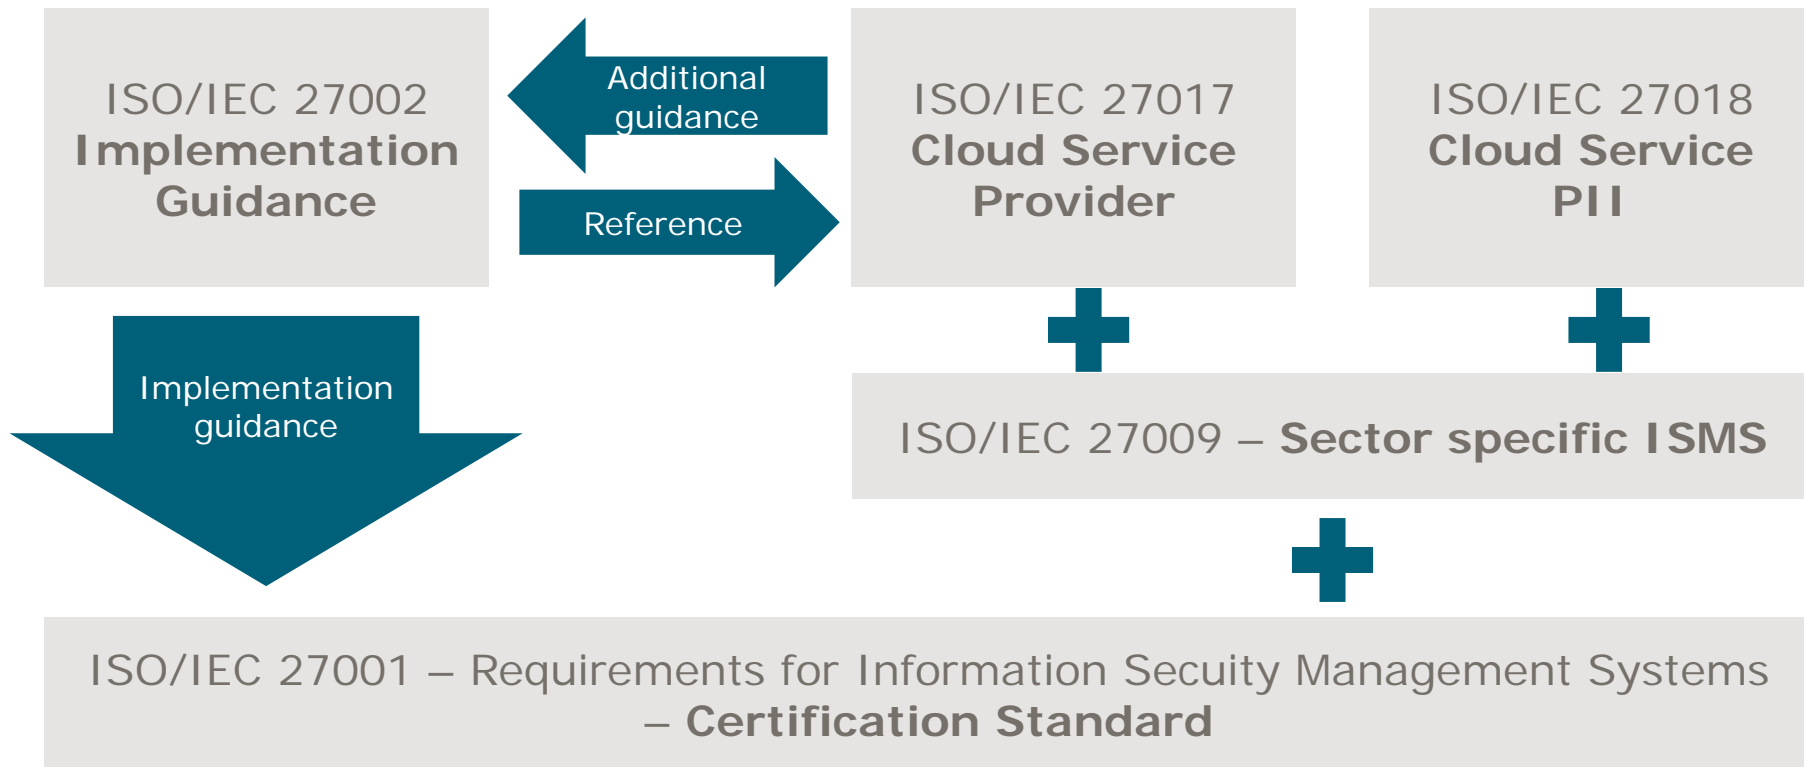 ISO/IEC 27002
Implementation
Guidance
Additional
guidance
Reference
ISO/IEC 27017
Cloud Service
Provider
ISO/IEC 27018
Cloud Service
PII
Implementation
guidance
ISO/IEC 27009 – Sector specific ISMS
ISO/IEC 27001 – Requirements for Information Secuity Management Systems
– Certification Standard